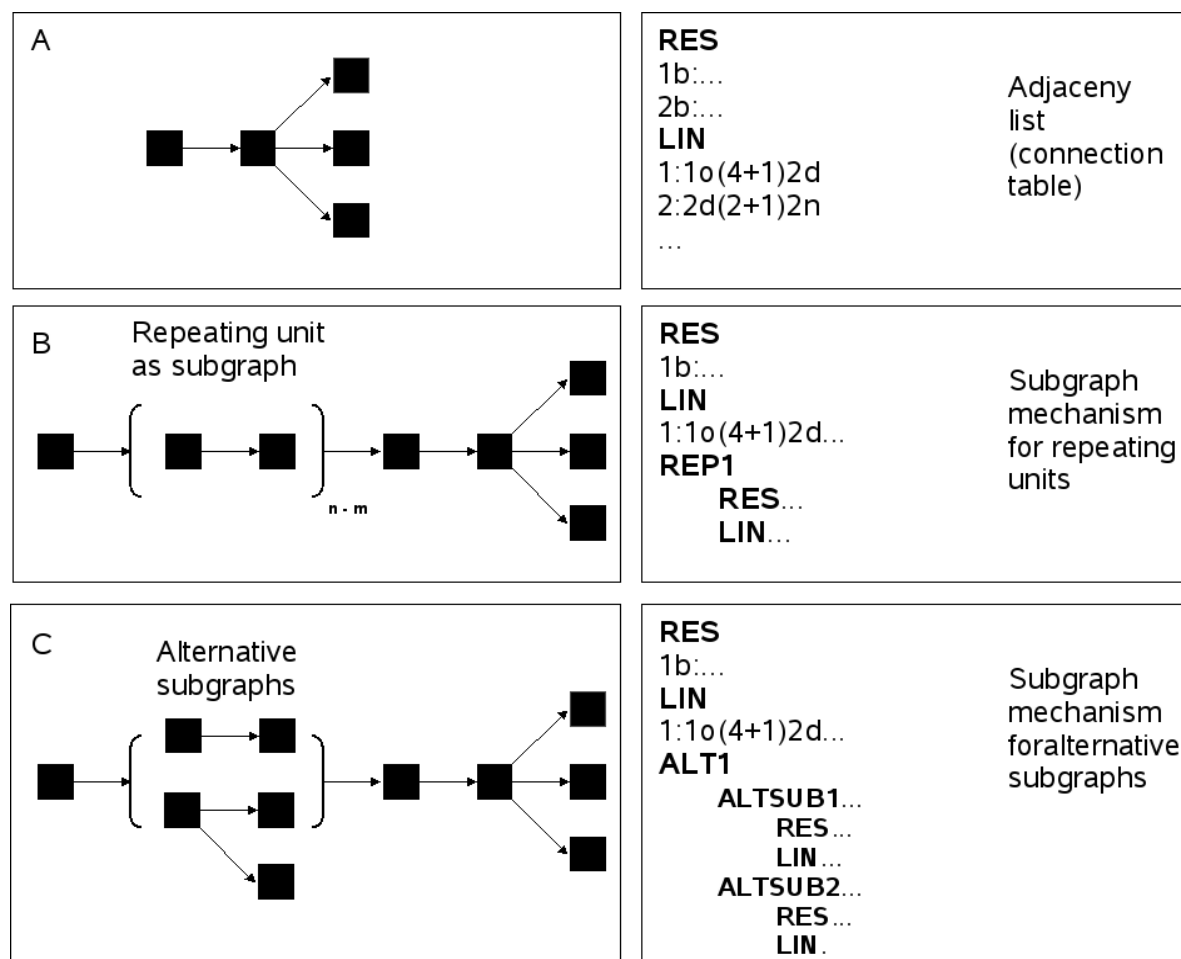 A
RES
1b:...
2b:...
LIN
1:1o(4+1)2d
2:2d(2+1)2n
...
Adjaceny
list
(connection
table)
B
Repeating unit
as subgraph
n - m
RES
1b:...
LIN
1:1o(4+1)2d...
REP1
RES...
LIN...
Subgraph
mechanism
for repeating
units
C
Alternative
subgraphs
RES
1b:...
LIN
1:1o(4+1)2d...
ALT1
ALTSUB1...
RES...
LIN...
ALTSUB2...
RES...
LIN.
Subgraph
mechanism
foralternative
subgraphs